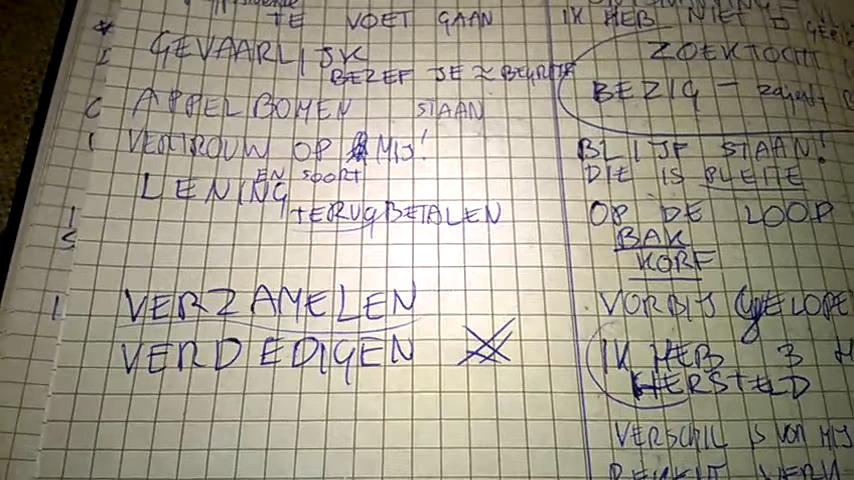 TE VOET GAAN
GEVAARLIJK
BEZEF JE ≈ BEGRIJP
APPELBOMEN STAAN
VERTROUW OP MIJ!
EN SOORT
LENING
TERUGBETALEN
VERZAMELEN
VERDEDIGEN
IK HEB NIET
ZOEKTOCHT
BEZIG –
BLIJF STAAN!
DIE IS PLEITE
OP DE LOOP
BAK
KORF
VORBIJ GELOPE
IK HEB 3
HERSTELD
VERSCHIL IS VON MIJ